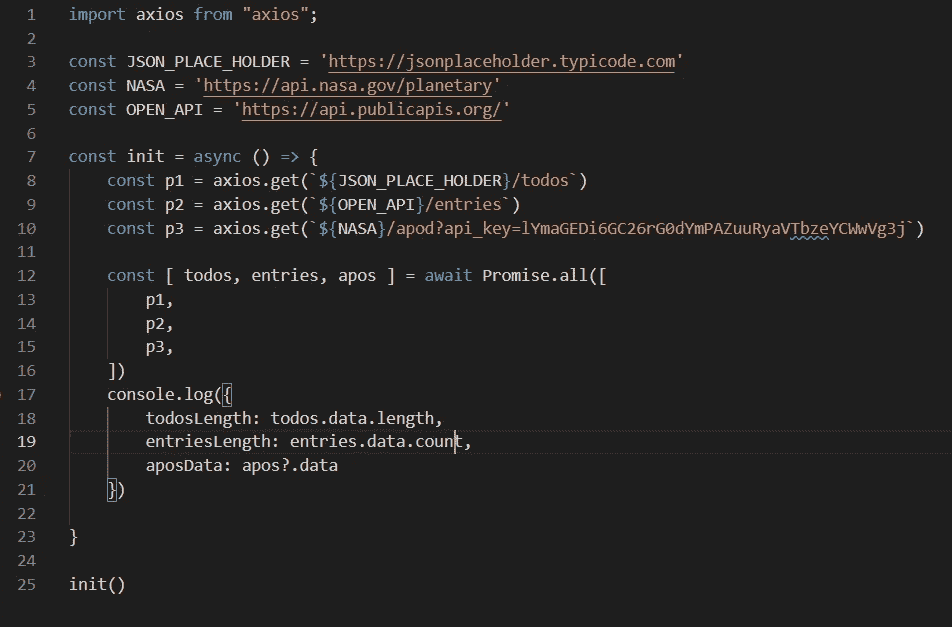 1 import axios from "axios";
2
3 const JSON_PLACE_HOLDER = 'https://jsonplaceholder.typicode.com'
4 const NASA = 'https://api.nasa.gov/planetary'
5 const OPEN_API = 'https://api.publicapis.org/'
6
7 const init = async () => {
8 const p1 = axios.get(`${JSON_PLACE_HOLDER}/todos`)
9 const p2 = axios.get(`${OPEN_API}/entries`)
10 const p3 = axios.get(`${NASA}/apod?api_key=lYmaGEDi6GC26rG0dYmPAZuuRyaVTbzeYCWwVg3j`)
11
12 const [ todos, entries, apos ] = await Promise.all([
13 p1,
14 p2,
15 p3,
16 ])
17 console.log({
18 todosLength: todos.data.length,
19 entriesLength: entries.data.count,
20 aposData: apos?.data
21 })
22
23 }
24
25 init()